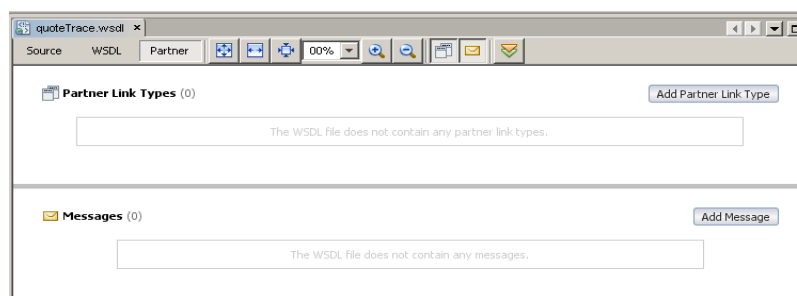 quoteTrace.wsdl
Source WSDL Partner 00%
Partner Link Types (0) Add Partner Link Type
The WSDL file does not contain any partner link types.
Messages (0) Add Message
The WSDL file does not contain any messages.